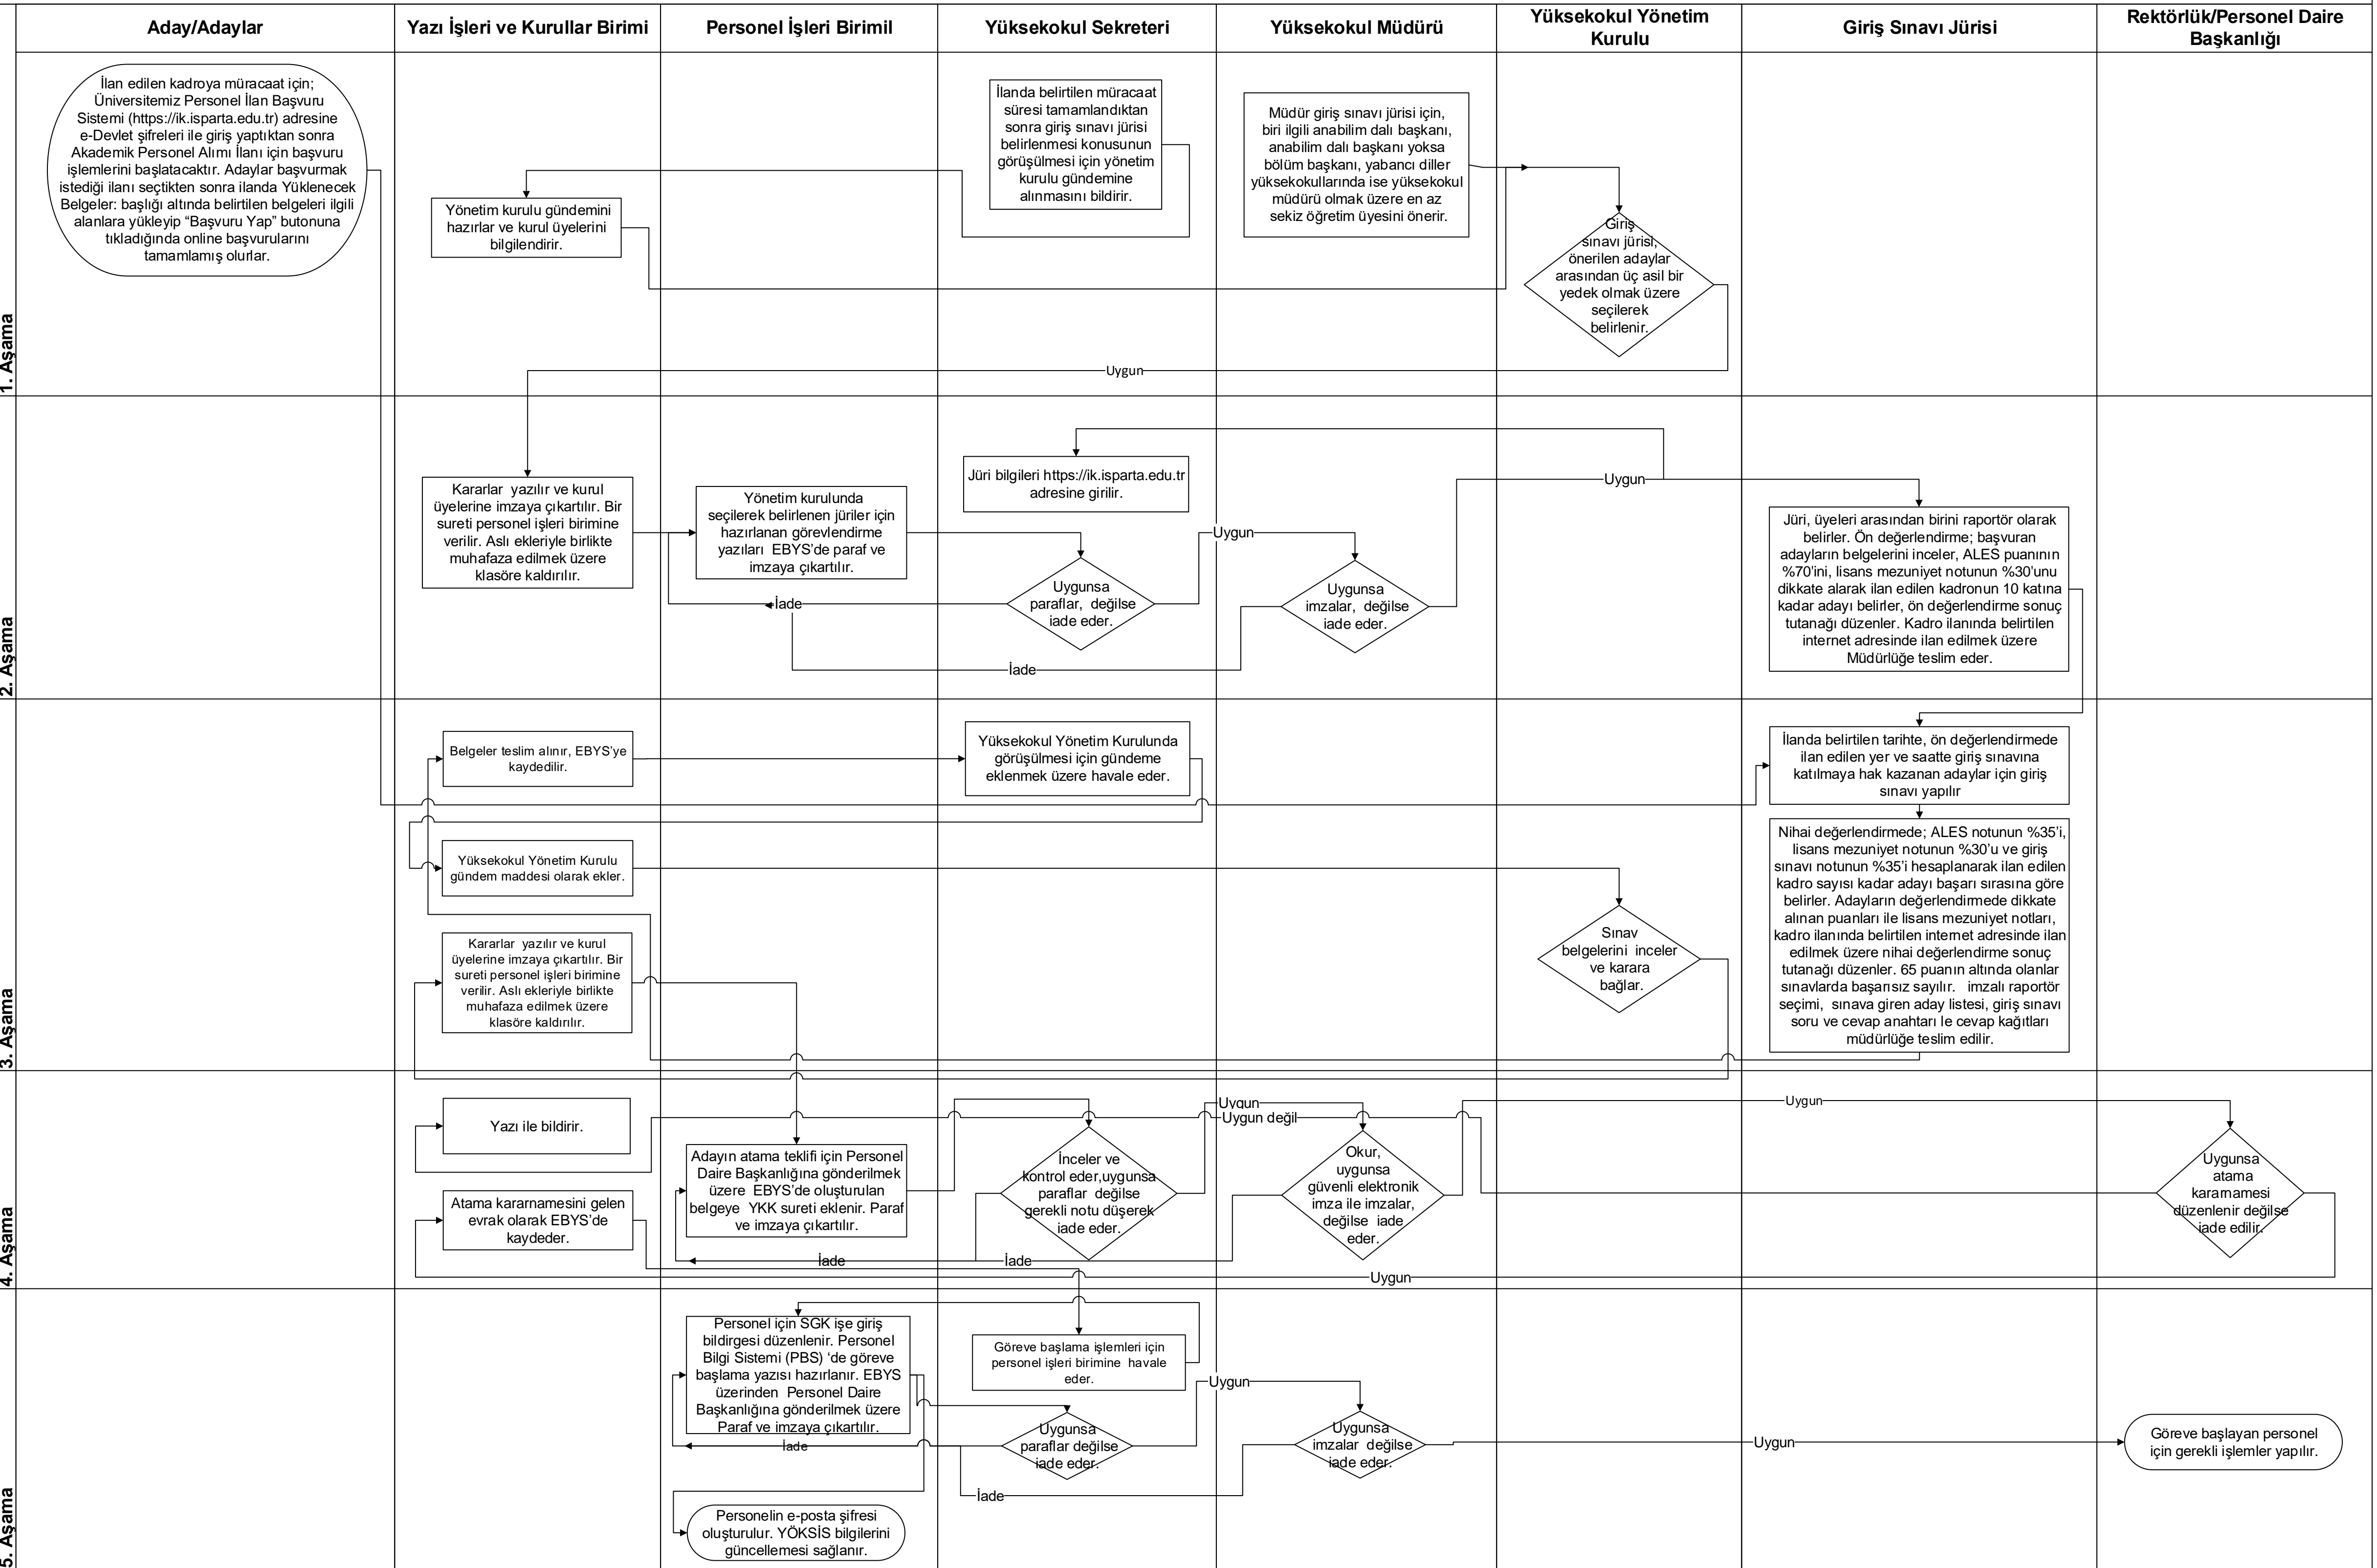 Aday/Adaylar
Yazı İşleri ve Kurullar Birimi
Personel İşleri Birimil
Yüksekokul Sekreteri
Yüksekokul Müdürü
Yüksekokul Yönetim
Kurulu
Giriş Sınavı Jürisi
Rektörlük/Personel Daire
Başkanlığı
1. Aşama
İlan edilen kadroya müracaat için;
Üniversitemiz Personel İlan Başvuru
Sistemi (https://ik.isparta.edu.tr) adresine
e-Devlet şifreleri ile giriş yaptıktan sonra
Akademik Personel Alımı İlanı için başvuru
işlemlerini başlatacaktır. Adaylar başvurmak
istediği ilanı seçtikten sonra ilanda Yüklenecek
Belgeler: başlığı altında belirtilen belgeleri ilgili
alanlara yükleyip “Başvuru Yap” butonuna
tıkladığında online başvurularını
tamamlamış olurlar.
Yönetim kurulu gündemini
hazırlar ve kurul üyelerini
bilgilendirir.
İlanda belirtilen müracaat
süresi tamamlandıktan
sonra giriş sınavı jürisi
belirlenmesi konusunun
görüşülmesi için yönetim
kurulu gündemine
alınmasını bildirir.
Müdür giriş sınavı jürisi için,
biri ilgili anabilim dalı başkanı,
anabilim dalı başkanı yoksa
bölüm başkanı, yabancı diller
yüksekokullarında ise yüksekokul
müdürü olmak üzere en az
sekiz öğretim üyesini önerir.
Giriş
sınavı jürisi,
önerilen adaylar
arasından üç asil bir
yedek olmak üzere
seçilerek
belirlenir.
Uygun
2. Aşama
Kararlar  yazılır ve kurul
üyelerine imzaya çıkartılır. Bir
sureti personel işleri birimine
verilir. Aslı ekleriyle birlikte
muhafaza edilmek üzere
klasöre kaldırılır.
Yönetim kurulunda
seçilerek belirlenen jüriler için
hazırlanan görevlendirme
yazıları  EBYS’de paraf ve
imzaya çıkartılır.
Jüri bilgileri https://ik.isparta.edu.tr
adresine girilir.
Uygunsa
paraflar,  değilse
iade eder.
Uygun
Uygunsa
imzalar,  değilse
iade eder.
Uygun
İade
İade
Jüri, üyeleri arasından birini raportör olarak
belirler. Ön değerlendirme; başvuran
adayların belgelerini inceler, ALES puanının
%70’ini, lisans mezuniyet notunun %30’unu
dikkate alarak ilan edilen kadronun 10 katına
kadar adayı belirler, ön değerlendirme sonuç
tutanağı düzenler. Kadro ilanında belirtilen
internet adresinde ilan edilmek üzere
Müdürlüğe teslim eder.
3. Aşama
Belgeler teslim alınır, EBYS’ye
kaydedilir.
Yüksekokul Yönetim Kurulunda
görüşülmesi için gündeme
eklenmek üzere havale eder.
İlanda belirtilen tarihte, ön değerlendirmede
ilan edilen yer ve saatte giriş sınavına
katılmaya hak kazanan adaylar için giriş
sınavı yapılır
Yüksekokul Yönetim Kurulu
gündem maddesi olarak ekler.
Kararlar  yazılır ve kurul
üyelerine imzaya çıkartılır. Bir
sureti personel işleri birimine
verilir. Aslı ekleriyle birlikte
muhafaza edilmek üzere
klasöre kaldırılır.
Sınav
belgelerini  inceler
ve karara
bağlar.
Nihai değerlendirmede; ALES notunun %35’i,
lisans mezuniyet notunun %30’u ve giriş
sınavı notunun %35’i hesaplanarak ilan edilen
kadro sayısı kadar adayı başarı sırasına göre
belirler. Adayların değerlendirmede dikkate
alınan puanları ile lisans mezuniyet notları,
kadro ilanında belirtilen internet adresinde ilan
edilmek üzere nihai değerlendirme sonuç
tutanağı düzenler. 65 puanın altında olanlar
sınavlarda başarısız sayılır.   imzalı raportör
seçimi,  sınava giren aday listesi, giriş sınavı
soru ve cevap anahtarı le cevap kağıtları
müdürlüğe teslim edilir.
4. Aşama
Yazı ile bildirir.
Atama kararnamesini gelen
evrak olarak EBYS’de
kaydeder.
Adayın atama teklifi için Personel
Daire Başkanlığına gönderilmek
üzere  EBYS’de oluşturulan
belgeye  YKK sureti eklenir. Paraf
ve imzaya çıkartılır.
İnceler ve
kontrol eder,uygunsa
paraflar  değilse
gerekli notu düşerek
iade eder.
Uygun
Uygun değil
Okur,
uygunsa
güvenli elektronik
imza ile imzalar,
değilse  iade
eder.
Uygun
Uygunsa
atama
kararnamesi
düzenlenir değilse
iade edilir.
İade
İade
Uygun
5. Aşama
Personel için SGK işe giriş
bildirgesi düzenlenir. Personel
Bilgi Sistemi (PBS) ‘de göreve
başlama yazısı hazırlanır. EBYS
üzerinden  Personel Daire
Başkanlığına gönderilmek üzere
Paraf ve imzaya çıkartılır.
Göreve başlama işlemleri için
personel işleri birimine  havale
eder.
Uygun
Uygunsa
paraflar değilse
iade eder.
Uygunsa
imzalar  değilse
iade eder.
Uygun
Göreve başlayan personel
için gerekli işlemler yapılır.
İade
İade
Personelin e-posta şifresi
oluşturulur. YÖKSİS bilgilerini
güncellemesi sağlanır.